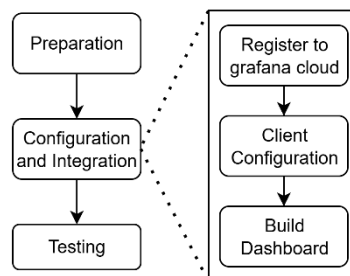 Preparation
Configuration
and Integration
Testing
Register to
grafana cloud
Client
Configuration
Build
Dashboard